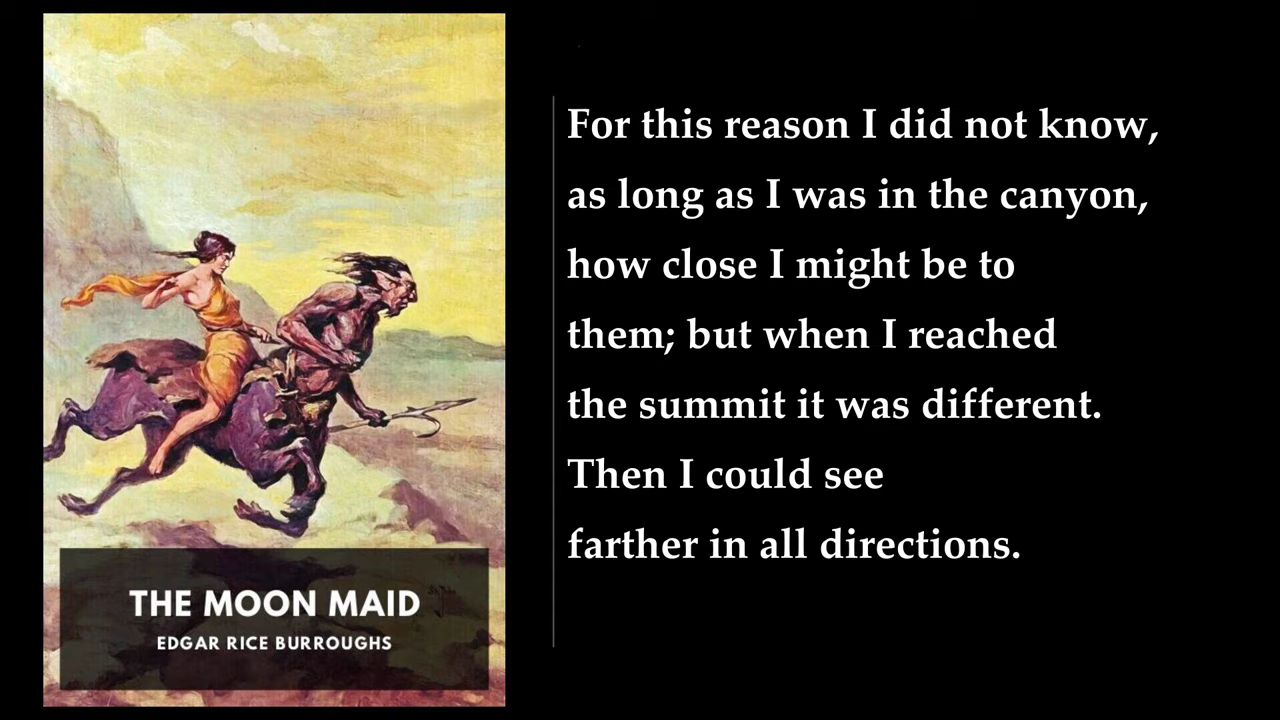 THE MOON MAID
EDGAR RICE BURROUGHS
For this reason I did not know,
as long as I was in the canyon,
how close I might be to
them; but when I reached
the summit it was different.
Then I could see
farther in all directions.